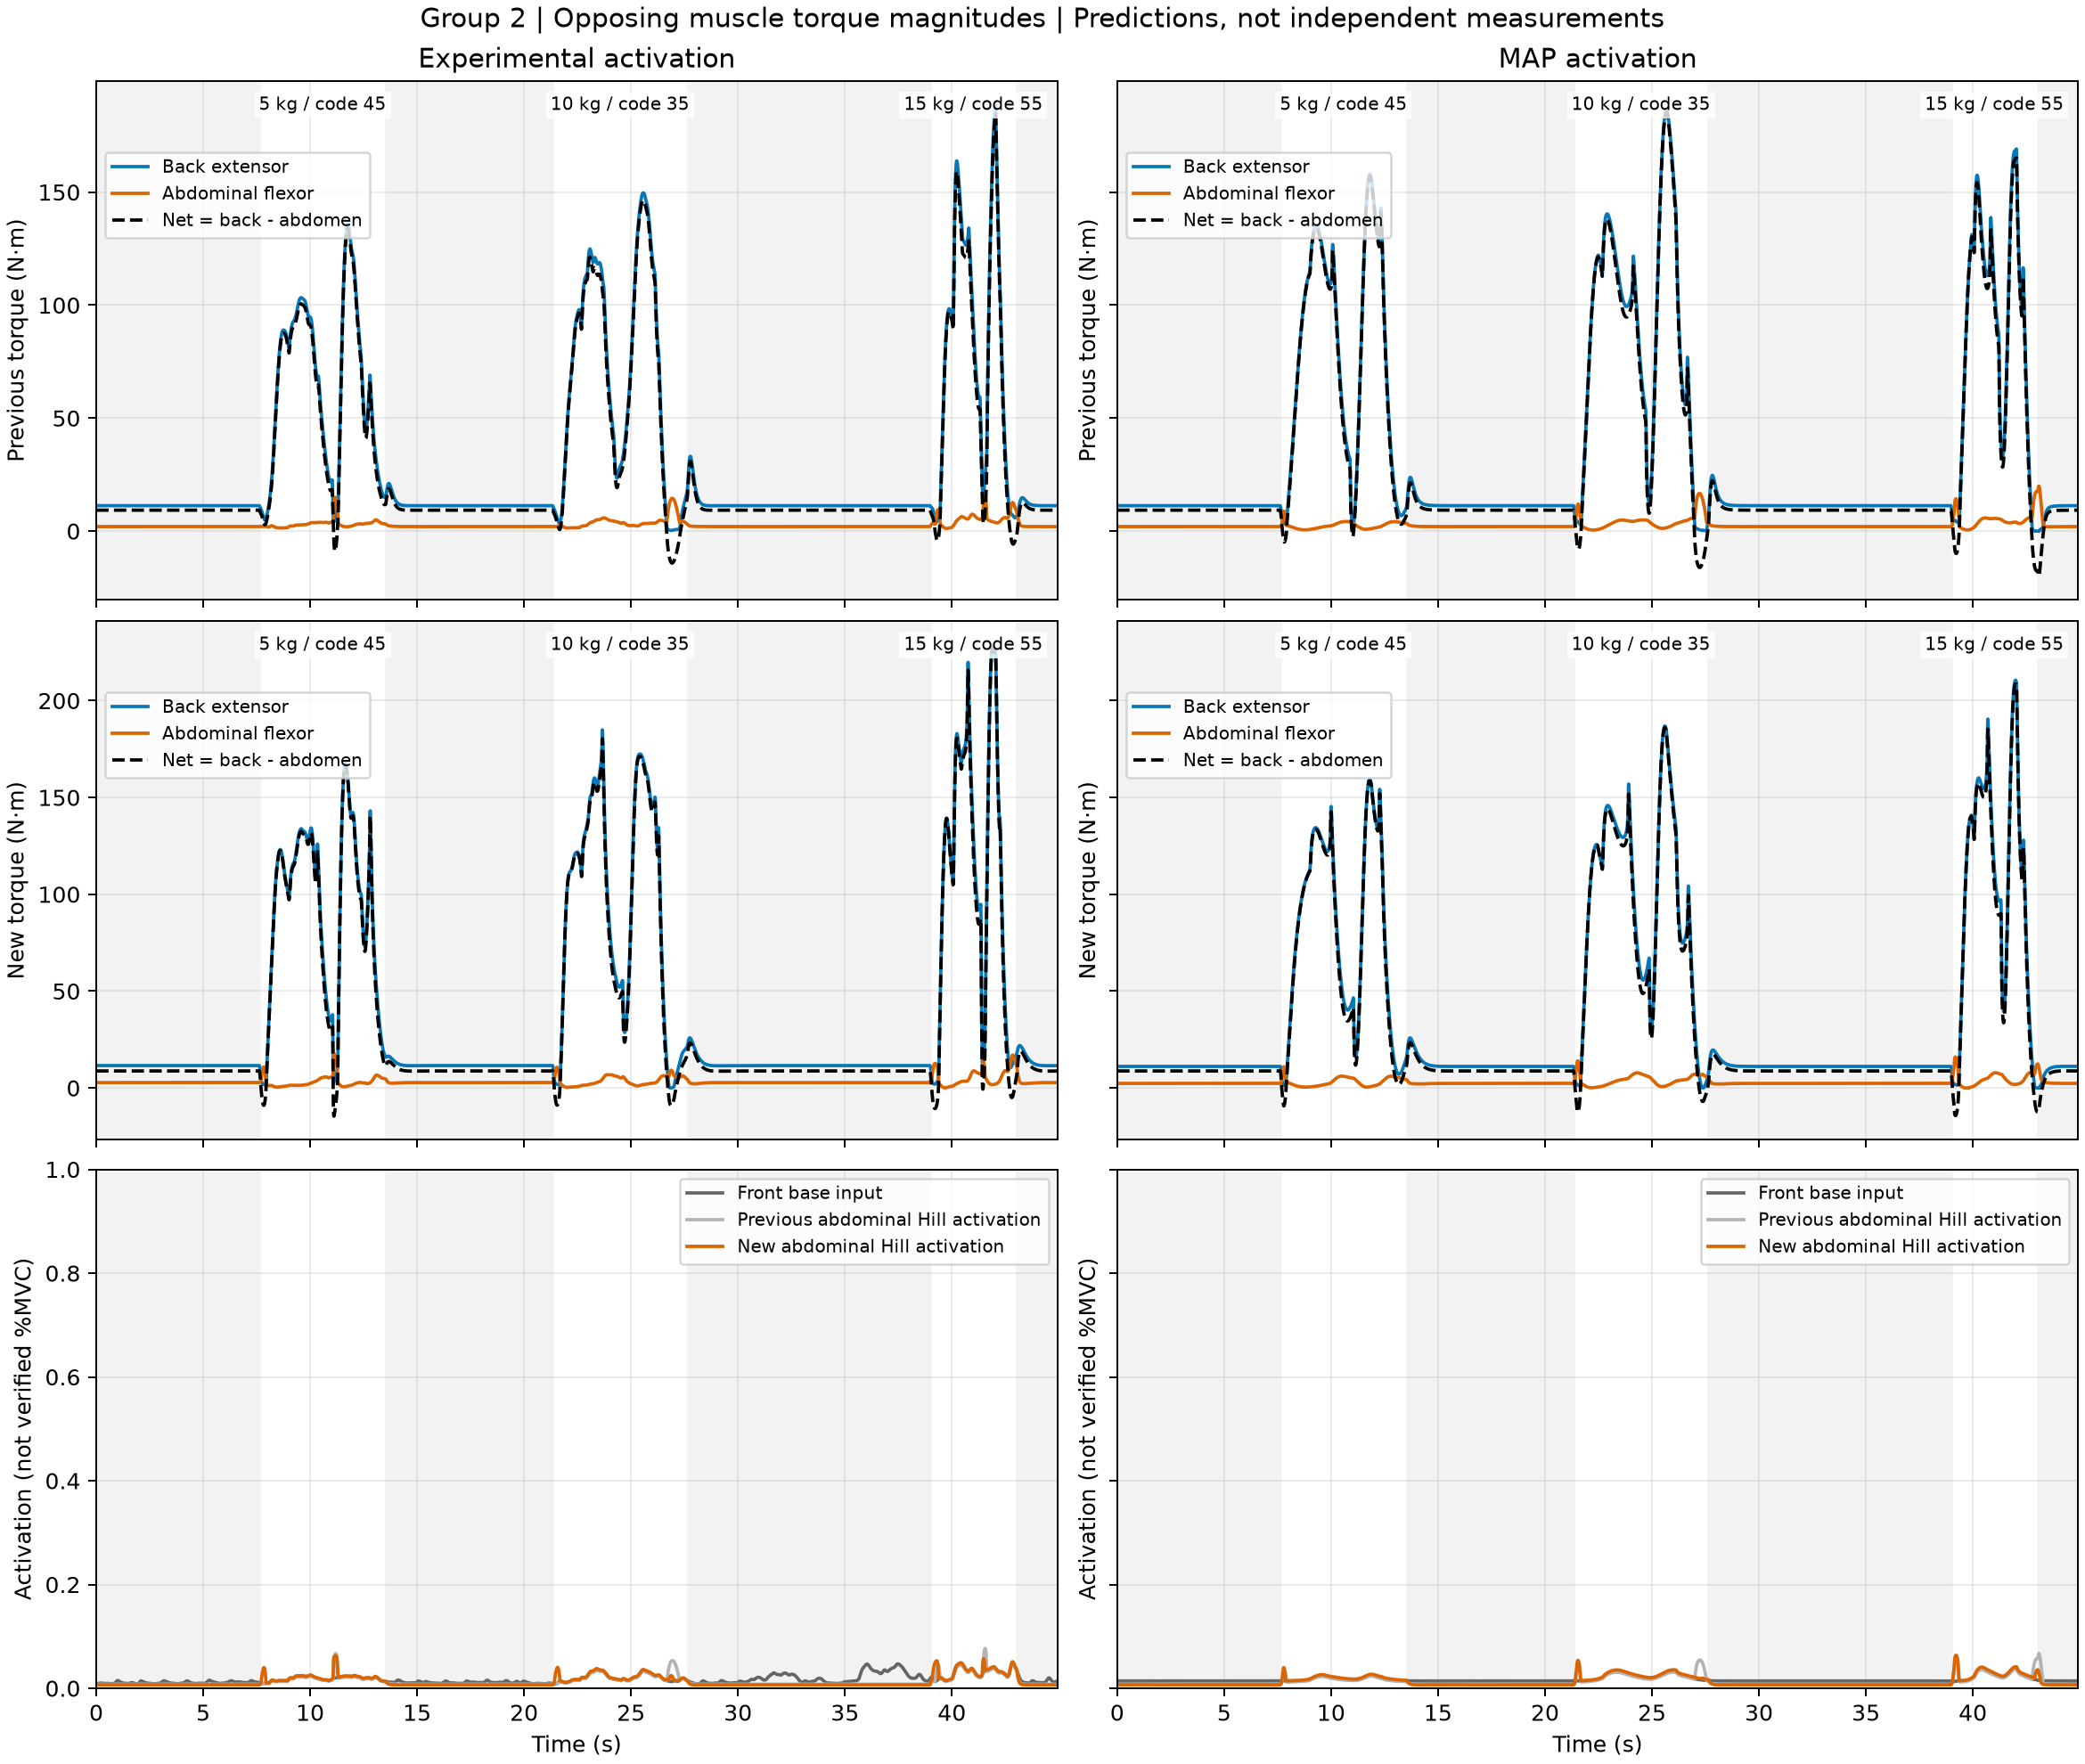 Group 2 | Opposing muscle torque magnitudes | Predictions, not independent measurements
Experimental activation
MAP activation
Previous torque (N·m)
150
100
50
0
5 kg / code 45
10 kg / code 35
15 kg / code 55
Back extensor
Abdominal flexor
Net = back - abdomen
Previous torque (N·m)
5 kg / code 45
10 kg / code 35
15 kg / code 55
Back extensor
Abdominal flexor
Net = back - abdomen
New torque (N·m)
200
150
100
50
0
5 kg / code 45
10 kg / code 35
15 kg / code 55
Back extensor
Abdominal flexor
Net = back - abdomen
New torque (N·m)
5 kg / code 45
10 kg / code 35
15 kg / code 55
Back extensor
Abdominal flexor
Net = back - abdomen
Activation (not verified %MVC)
1.0
0.8
0.6
0.4
0.2
0.0
Front base input
Previous abdominal Hill activation
New abdominal Hill activation
0 5 10 15 20 25 30 35 40
Time (s)
Activation (not verified %MVC)
Front base input
Previous abdominal Hill activation
New abdominal Hill activation
0 5 10 15 20 25 30 35 40
Time (s)